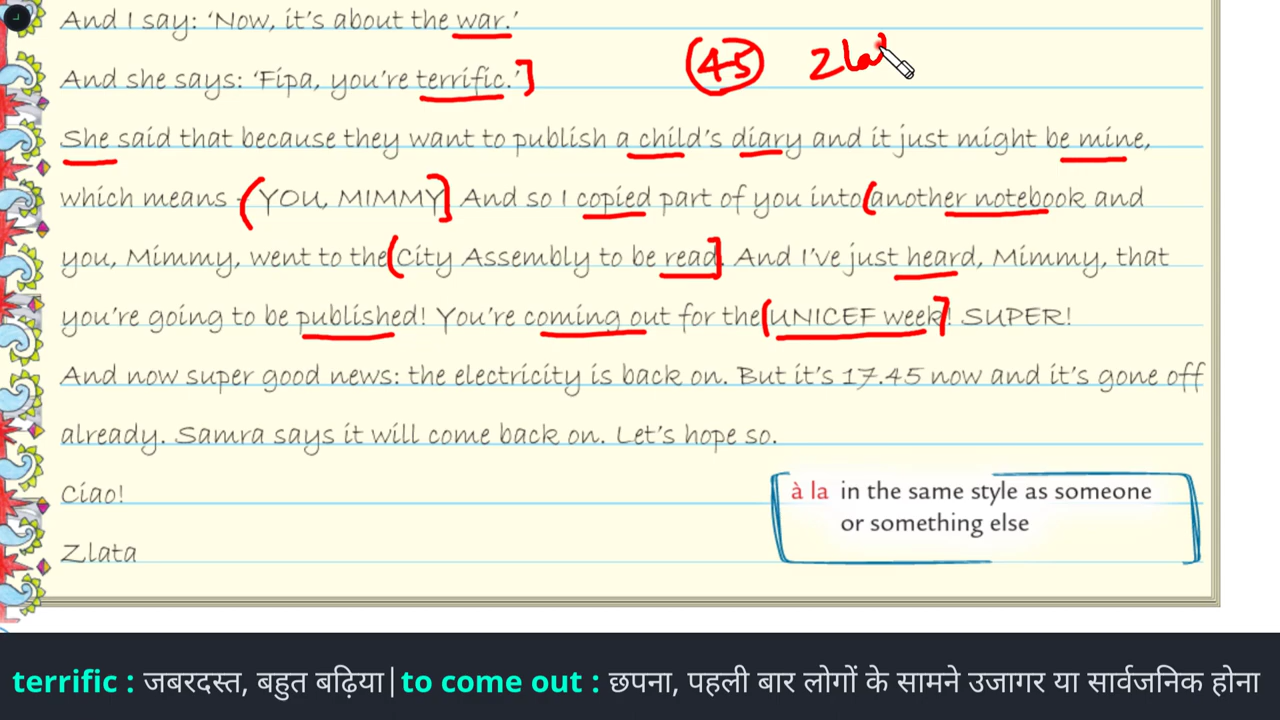 And I say: 'Now, it's about the war.'
45 Zla
And she says: 'Fipa, you're terrific.'
She said that because they want to publish a child's diary and it just might be mine,
which means - YOU, MIMMY. And so I copied part of you into another notebook and
you, Mimmy, went to the City Assembly to be read. And I've just heard, Mimmy, that
you're going to be published! You're coming out for the UNICEF week! SUPER!
And now super good news: the electricity is back on. But it's 17.45 now and it's gone off
already. Samra says it will come back on. Let's hope so.
Ciao!
Zlata
à la in the same style as someone
or something else
terrific : जबरदस्त, बहुत बढ़िया|to come out : छपना, पहली बार लोगों के सामने उजागर या सार्वजनिक होना